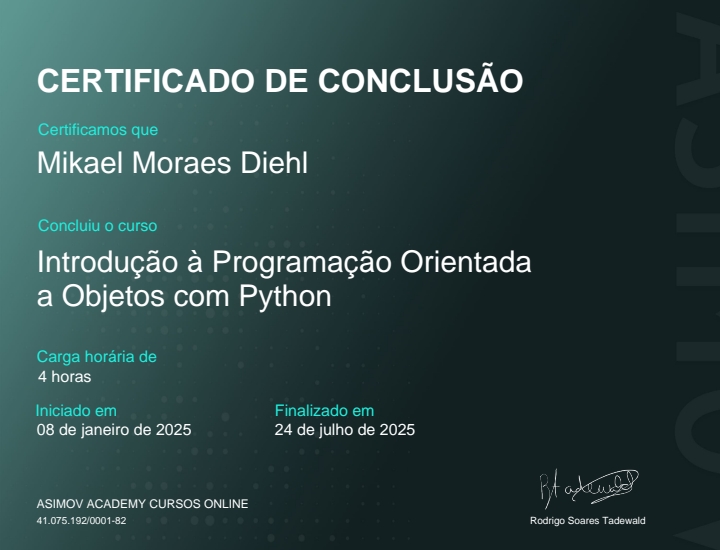 CERTIFICADO DE CONCLUSÃO
Certificamos que
Mikael Moraes Diehl
Concluiu o curso
Introdução à Programação Orientada
a Objetos com Python
Carga horária de
4 horas
Iniciado em
08 de janeiro de 2025
Finalizado em
24 de julho de 2025
ASIMOV ACADEMY CURSOS ONLINE
41.075.192/0001-82
Rodrigo Soares Tadewald